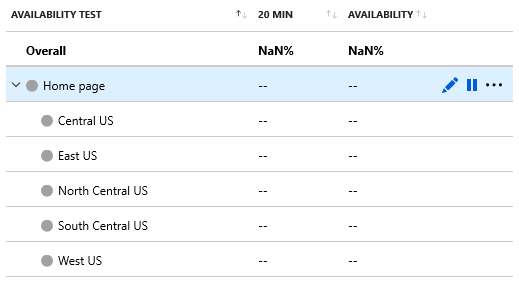 AVAILABILITY TEST 20 MIN AVAILABILITY
Overall NaN% NaN%
Home page -- --
Central US -- --
East US -- --
North Central US -- --
South Central US -- --
West US -- --